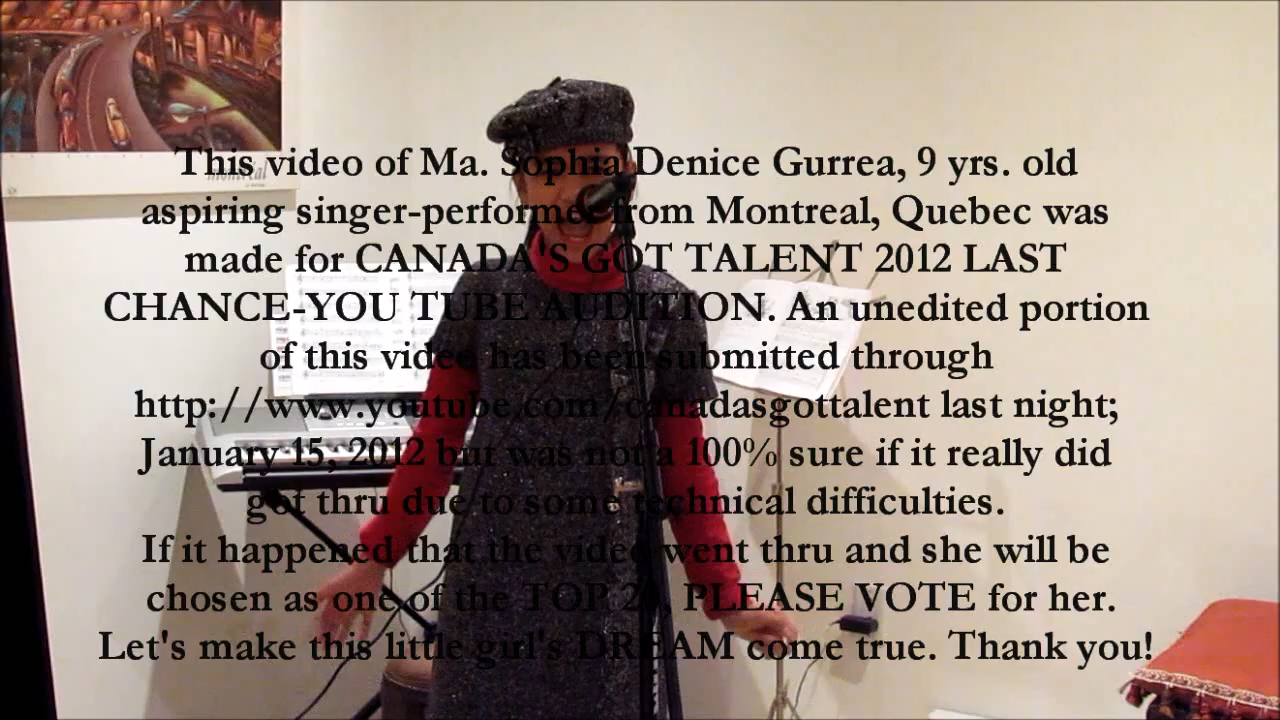 This video of Ma. Sophia Denice Gurrea, 9 yrs. old
aspiring singer-performer from Montreal, Quebec was
made for CANADA'S GOT TALENT 2012 LAST
CHANCE-YOU TUBE AUDITION. An unedited portion
of this video has been submitted through
http://www.youtube.com/canadasgottalent last night;
January 15, 2012 but was not a 100% sure if it really did
got thru due to some technical difficulties.
If it happened that the video went thru and she will be
chosen as one of the TOP 20, PLEASE VOTE for her.
Let's make this little girl's DREAM come true. Thank you!
montréal